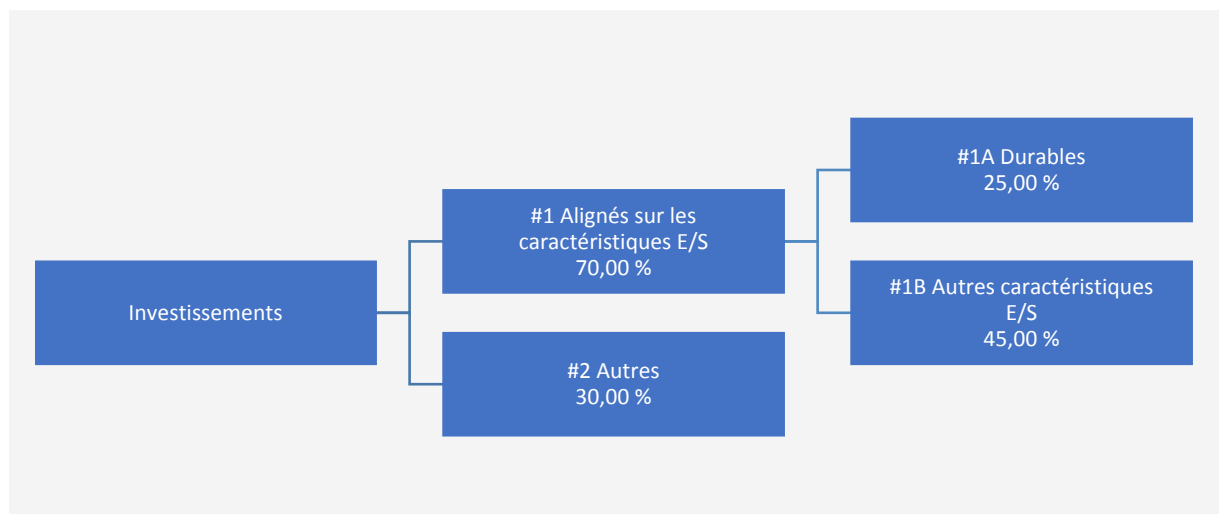 Investissements
#1 Alignés sur les
caractéristiques E/S
70,00 %
#2 Autres
30,00 %
#1A Durables
25,00 %
#1B Autres caractéristiques
E/S
45,00 %